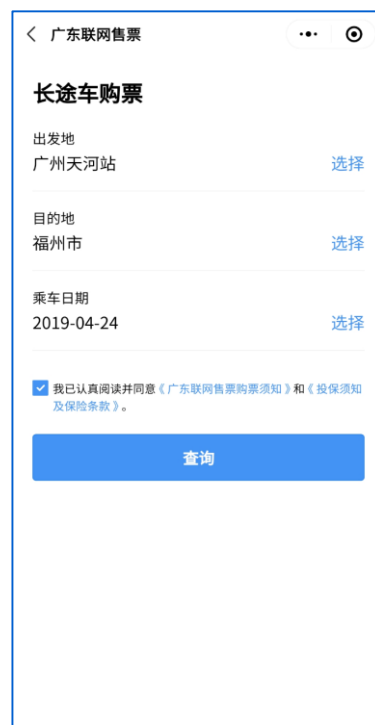 广东联网售票
长途车购票
出发地
广州天河站
选择
目的地
福州市
选择
乘车日期
2019-04-24
选择
我已认真阅读并同意《广东联网售票购票须知》和《投保须知
及保险条款》。
查询